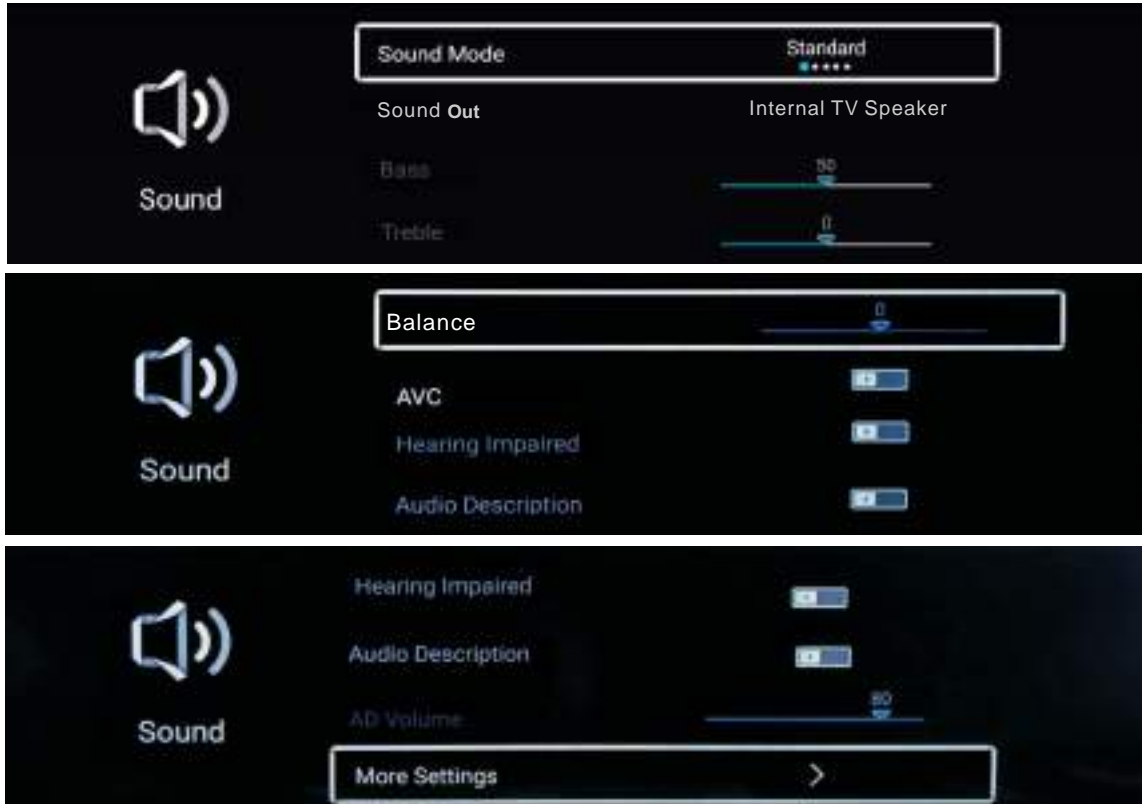 Sound Mode Standard
Sound Out Internal TV Speaker
Bass 50
Sound
Treble 0
Balance 0
AVC
Hearing Impaired
Sound
Audio Description
Hearing Impaired
Audio Description
AD Volume 80
Sound
More Settings >